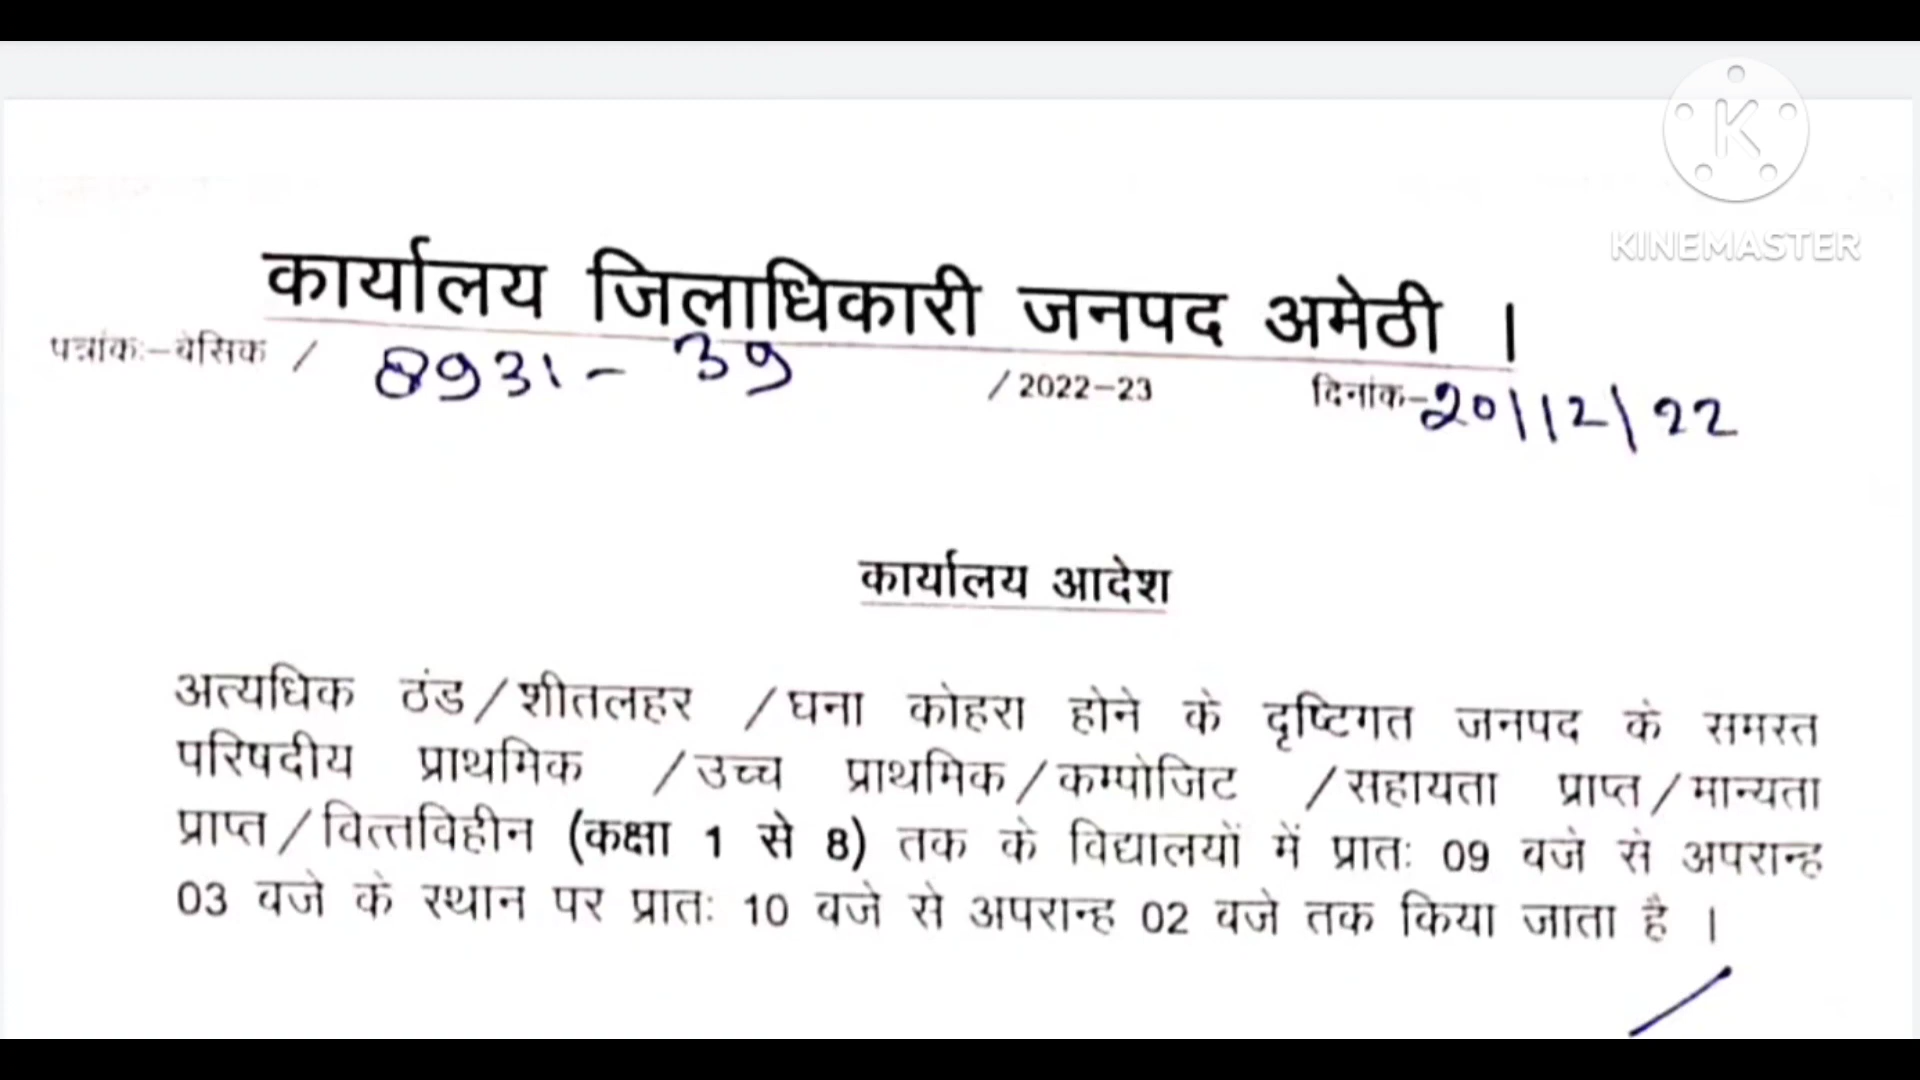 K
KINEMASTER
कार्यालय जिलाधिकारी जनपद अमेठी ।
पत्रांकः–बेसिक / 8931 – 39 /2022–23 दिनांक–20/12/22
कार्यालय आदेश
अत्यधिक ठंड/शीतलहर /घना कोहरा होने के दृष्टिगत जनपद के समस्त
परिषदीय प्राथमिक /उच्च प्राथमिक/कम्पोजिट /सहायता प्राप्त/मान्यता
प्राप्त/वित्तविहीन (कक्षा 1 से 8) तक के विद्यालयों में प्रातः 09 बजे से अपरान्ह
03 बजे के स्थान पर प्रातः 10 बजे से अपरान्ह 02 बजे तक किया जाता है ।